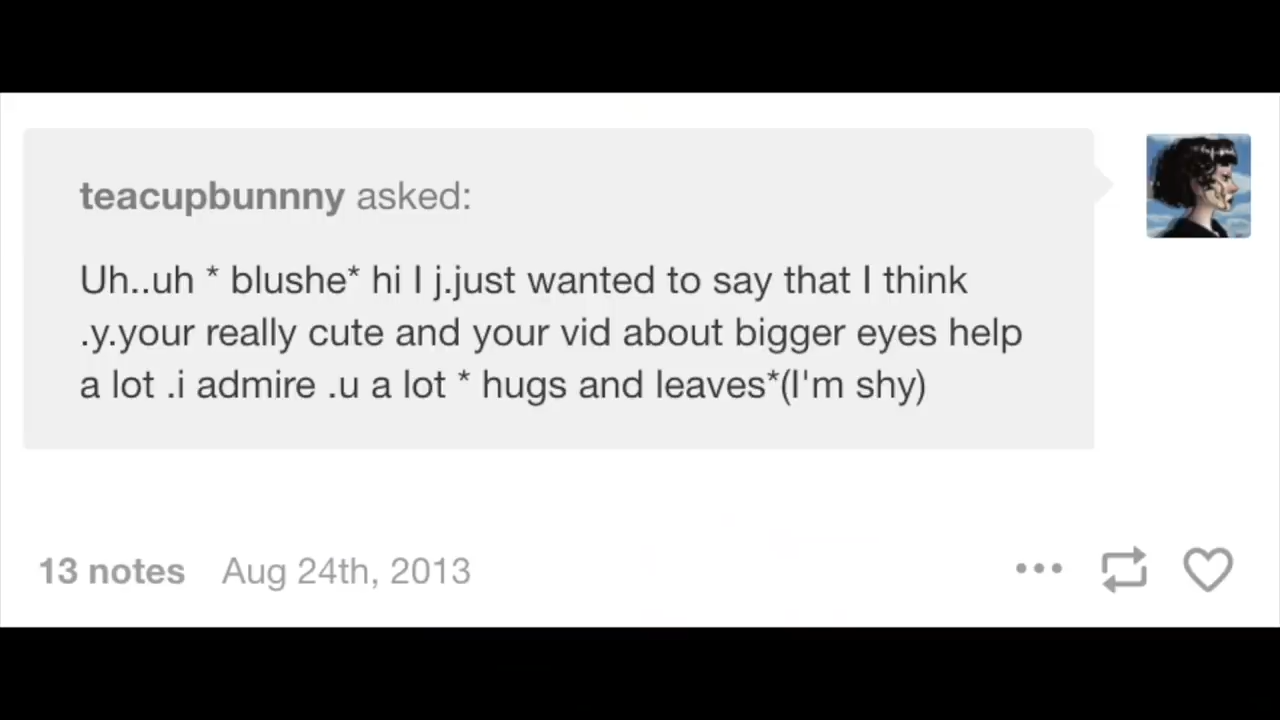 teacupbunnny asked:
Uh..uh * blushe* hi I j.just wanted to say that I think
.y.your really cute and your vid about bigger eyes help
a lot .i admire .u a lot * hugs and leaves*(I'm shy)
13 notes Aug 24th, 2013